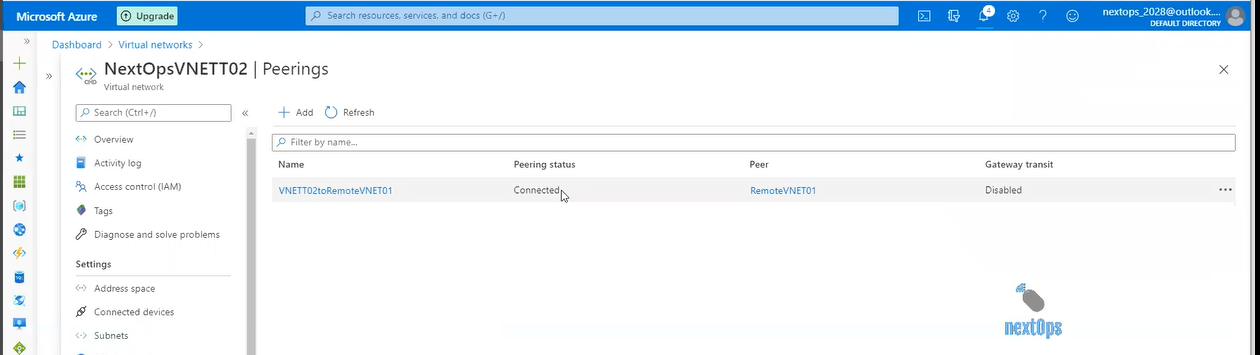 Microsoft Azure
Upgrade
Search resources, services, and docs (G+/)
4
nextops_2028@outlook....
DEFAULT DIRECTORY
Dashboard > Virtual networks >
NextOpsVNETT02 | Peerings
Virtual network
Search (Ctrl+/)
Add
Refresh
Filter by name...
Overview
Activity log
Access control (IAM)
Tags
Diagnose and solve problems
Settings
Address space
Connected devices
Subnets
Name Peering status Peer Gateway transit
VNETT02toRemoteVNET01 Connected RemoteVNET01 Disabled
nextOps